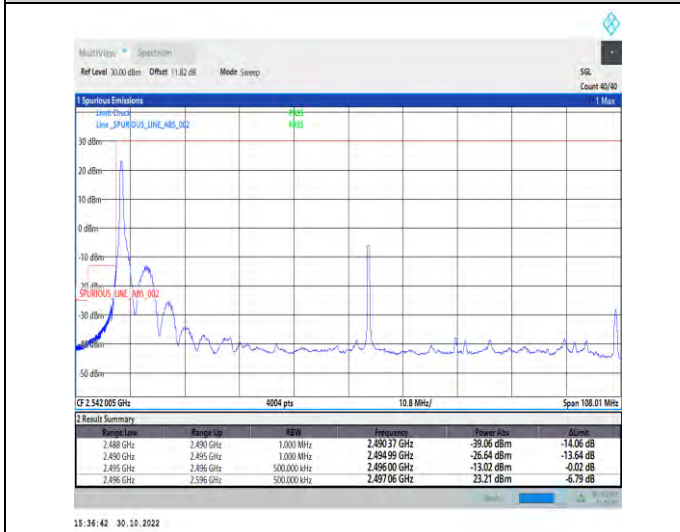 MultiView Spectrum
Ref Level 30.00 dBm Offset 11.82 dB Mode Sweep SGL
Count 40/40
1 Spurious Emissions 1 Max
Limit Check PASS
Line _SPURIOUS_LINE_ABS_002 PASS
30 dBm
20 dBm
10 dBm
0 dBm
-10 dBm
-20 dBm
_SPURIOUS_LINE_ABS_002
-30 dBm
-40 dBm
-50 dBm
CF 2.542 005 GHz 4004 pts 10.8 MHz/ Span 108.01 MHz
2 Result Summary
Range Low Range Up RBW Frequency Power Abs ΔLimit
2.488 GHz 2.490 GHz 1.000 MHz 2.490 37 GHz -39.06 dBm -14.06 dB
2.490 GHz 2.495 GHz 1.000 MHz 2.494 99 GHz -26.64 dBm -13.64 dB
2.495 GHz 2.496 GHz 500.000 kHz 2.496 00 GHz -13.02 dBm -0.02 dB
2.496 GHz 2.596 GHz 500.000 kHz 2.497 06 GHz 23.21 dBm -6.79 dB
15:36:42 30.10.2022